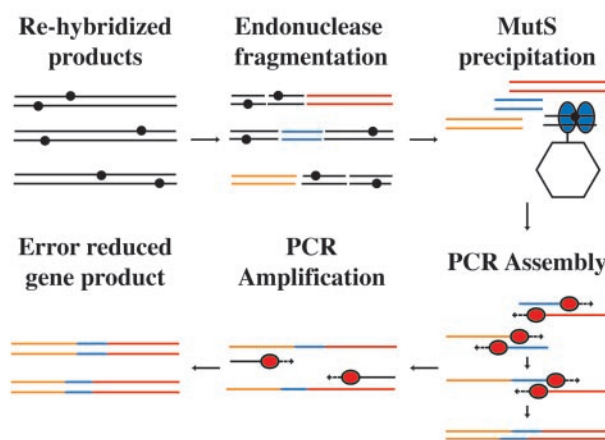 Re-hybridized
products
Endonuclease
fragmentation
MutS
precipitation
Error reduced
gene product
PCR
Amplification
PCR Assembly